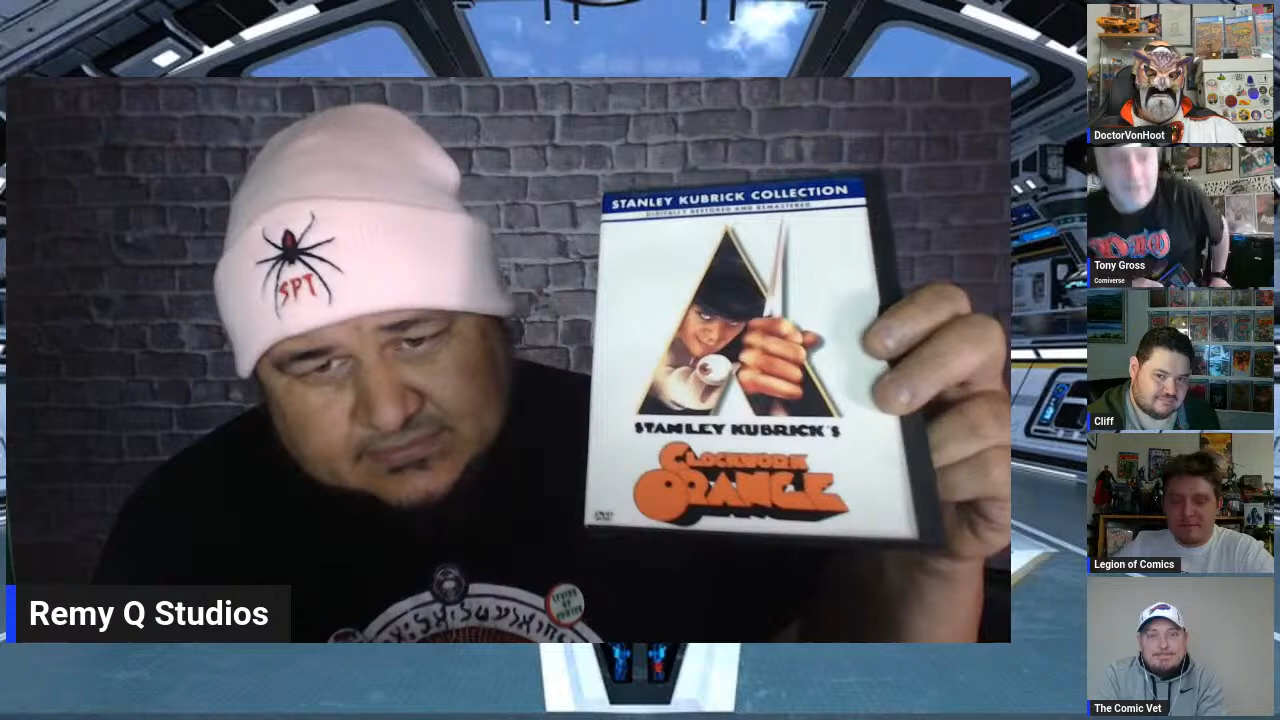 STANLEY KUBRICK COLLECTION
DIGITALLY RESTORED AND REMASTERED
STANLEY KUBRICK'S
CLOCKWORK
ORANGE
DVD
SPT
Remy Q Studios
DoctorVonHoot
Tony Gross
Comiverse
Cliff
Legion of Comics
The Comic Vet